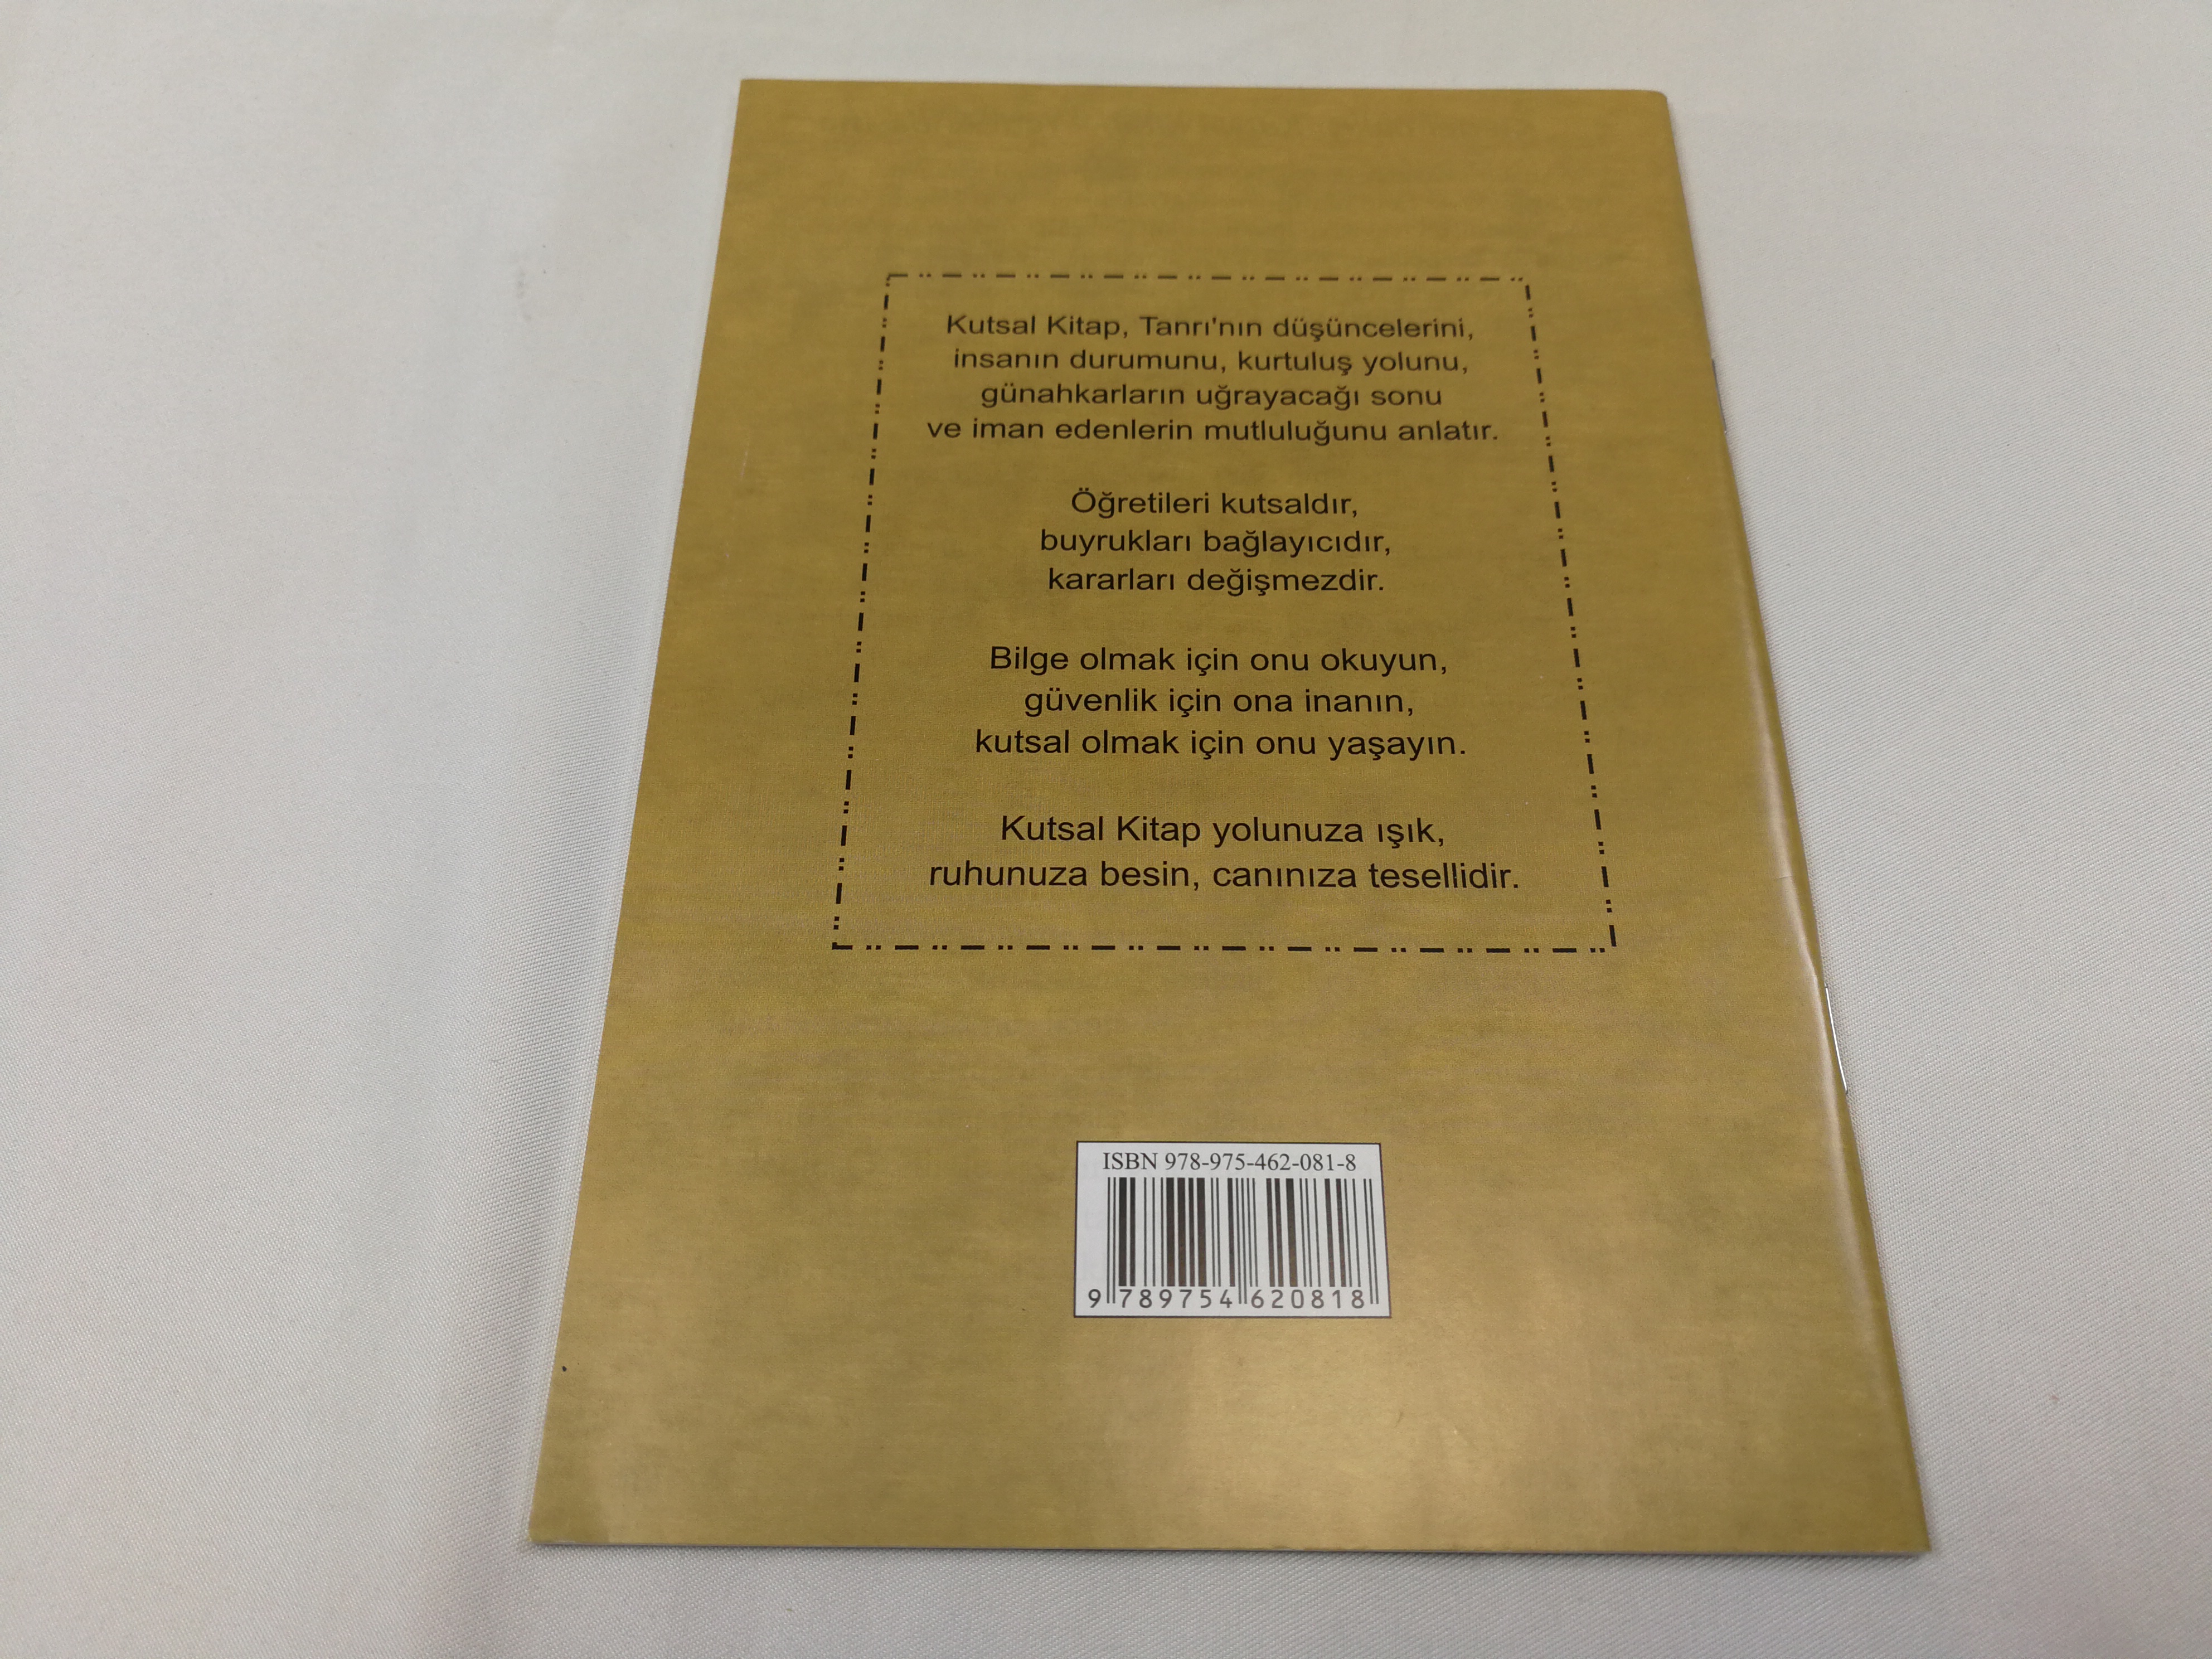 Kutsal Kitap, Tanrı'nın düşüncelerini,
insanın durumunu, kurtuluş yolunu,
günahkarların uğrayacağı sonu
ve iman edenlerin mutluluğunu anlatır.
Öğretileri kutsaldır,
buyrukları bağlayıcıdır,
kararları değişmezdir.
Bilge olmak için onu okuyun,
güvenlik için ona inanın,
kutsal olmak için onu yaşayın.
Kutsal Kitap yolunuza ışık,
ruhunuza besin, canınıza tesellidir.
ISBN 978-975-462-081-8
9 789754 620818